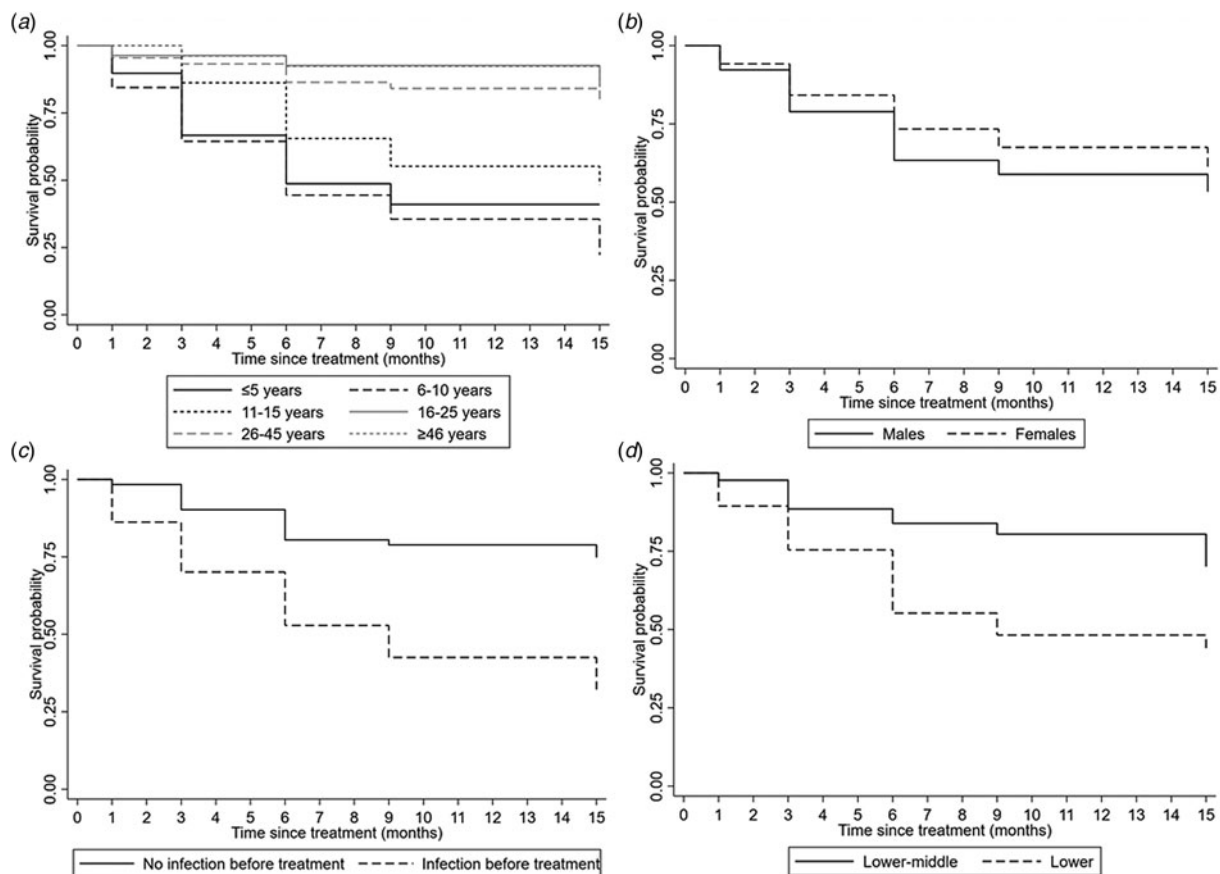 (a)
Survival probability
1.00
0.75
0.50
0.25
0.00
0 1 2 3 4 5 6 7 8 9 10 11 12 13 14 15
Time since treatment (months)
≤5 years 6-10 years
11-15 years 16-25 years
26-45 years ≥46 years
(b)
Survival probability
1.00
0.75
0.50
0.25
0.00
0 1 2 3 4 5 6 7 8 9 10 11 12 13 14 15
Time since treatment (months)
Males Females
(c)
Survival probability
1.00
0.75
0.50
0.25
0.00
0 1 2 3 4 5 6 7 8 9 10 11 12 13 14 15
Time since treatment (months)
No infection before treatment Infection before treatment
(d)
Survival probability
1.00
0.75
0.50
0.25
0.00
0 1 2 3 4 5 6 7 8 9 10 11 12 13 14 15
Time since treatment (months)
Lower-middle Lower